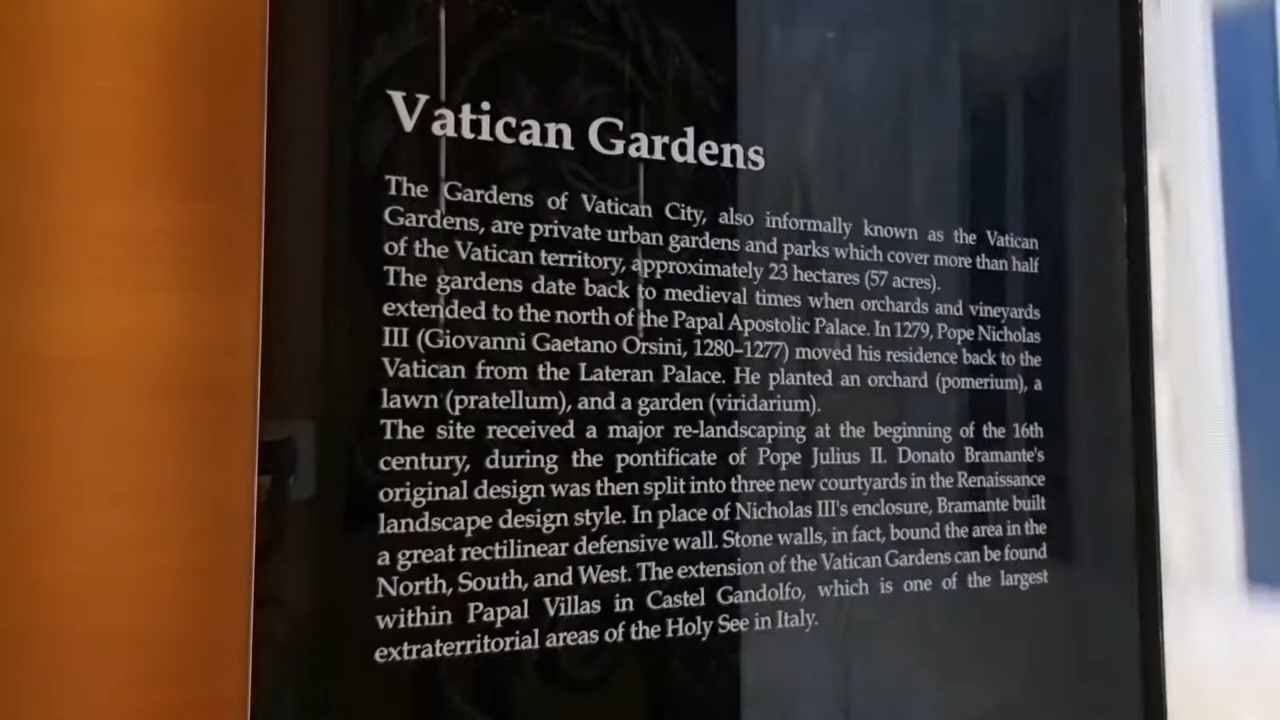 Vatican Gardens
The Gardens of Vatican City, also informally known as the Vatican
Gardens, are private urban gardens and parks which cover more than half
of the Vatican territory, approximately 23 hectares (57 acres).
The gardens date back to medieval times when orchards and vineyards
extended to the north of the Papal Apostolic Palace. In 1279, Pope Nicholas
III (Giovanni Gaetano Orsini, 1280–1277) moved his residence back to the
Vatican from the Lateran Palace. He planted an orchard (pomerium), a
lawn (pratellum), and a garden (viridarium).
The site received a major re-landscaping at the beginning of the 16th
century, during the pontificate of Pope Julius II. Donato Bramante's
original design was then split into three new courtyards in the Renaissance
landscape design style. In place of Nicholas III's enclosure, Bramante built
a great rectilinear defensive wall. Stone walls, in fact, bound the area in the
North, South, and West. The extension of the Vatican Gardens can be found
within Papal Villas in Castel Gandolfo, which is one of the largest
extraterritorial areas of the Holy See in Italy.